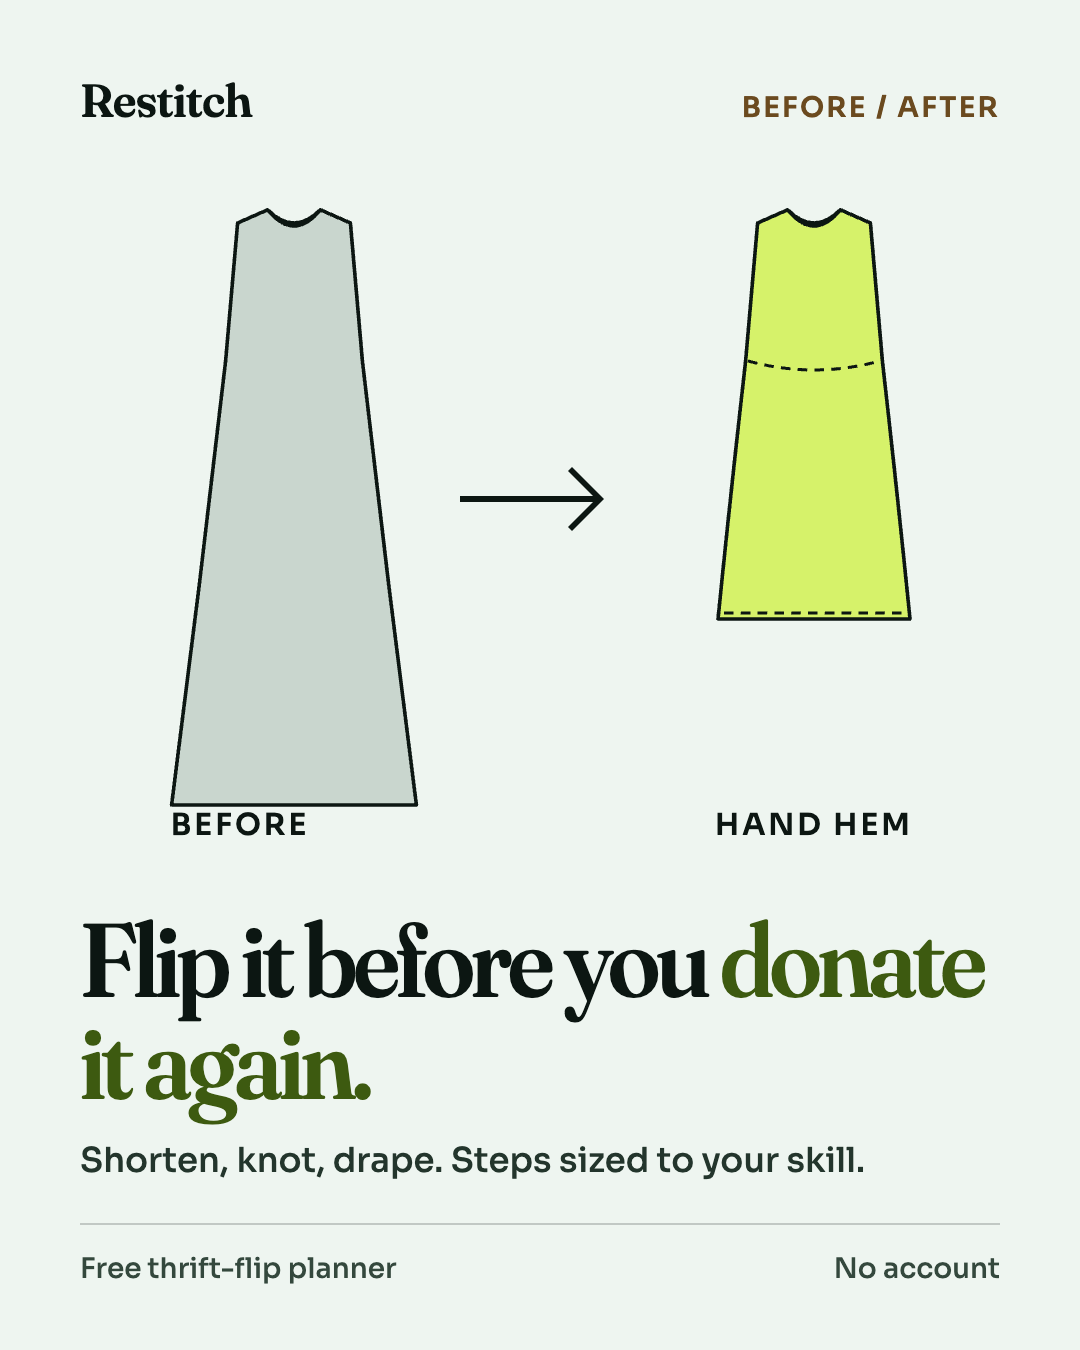 Restitch
BEFORE / AFTER
BEFORE
HAND HEM
Flip it before you donate
it again.
Shorten, knot, drape. Steps sized to your skill.
Free thrift-flip planner
No account